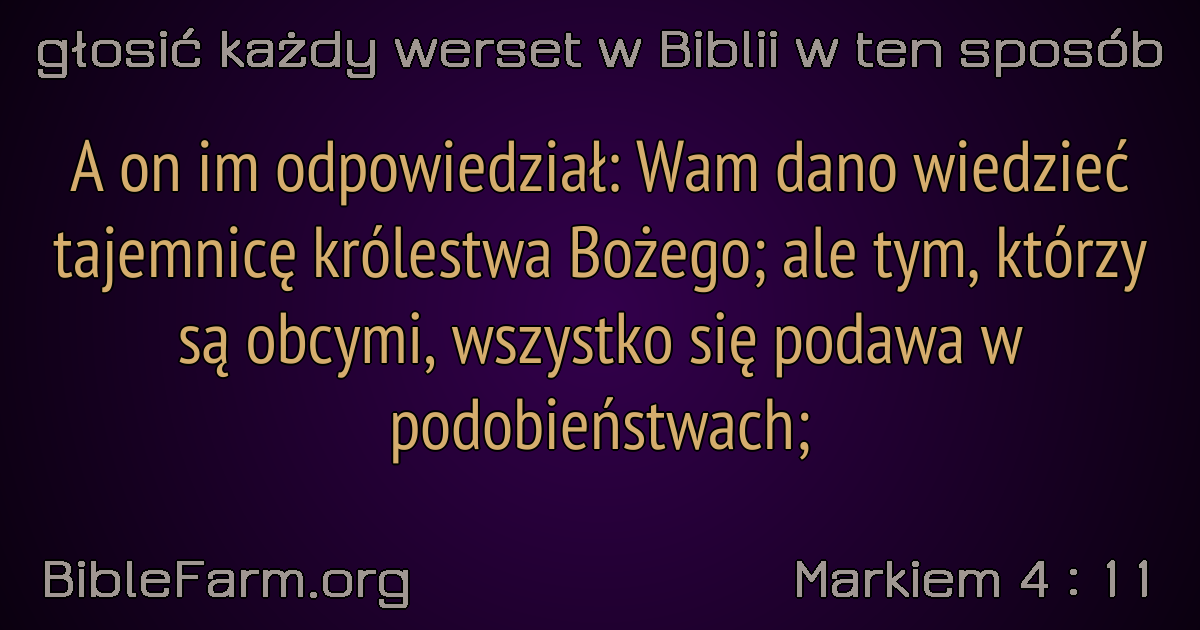 głosić każdy werset w Biblii w ten sposób
A on im odpowiedział: Wam dano wiedzieć
tajemnicę królestwa Bożego; ale tym, którzy
są obcymi, wszystko się podawa w
podobieństwach;
BibleFarm.org
Markiem 4 : 11